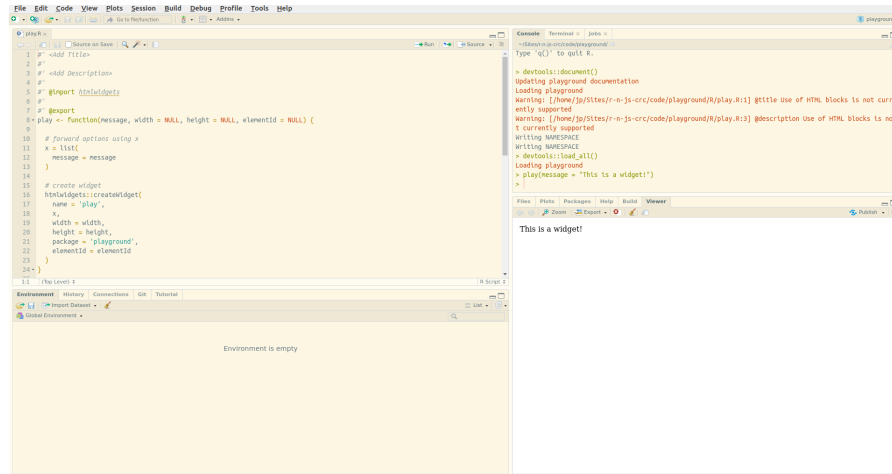 File Edit Code View Plots Session Build Debug Profile Tools Help
Go to file/function Addins playground
play.R
Source on Save Run Source
1 #' <Add Title>
2 #'
3 #' <Add Description>
4 #'
5 #' @import htmlwidgets
6 #'
7 #' @export
8 play <- function(message, width = NULL, height = NULL, elementId = NULL) {
9
10 # forward options using x
11 x = list(
12 message = message
13 )
14
15 # create widget
16 htmlwidgets::createWidget(
17 name = 'play',
18 x,
19 width = width,
20 height = height,
21 package = 'playground',
22 elementId = elementId
23 )
24 }
1:1 (Top Level) R Script
Environment History Connections Git Tutorial
Import Dataset List
Global Environment
Environment is empty
Console Terminal Jobs
~/Sites/r-n-js-crc/code/playground/
Type 'q()' to quit R.
> devtools::document()
Updating playground documentation
Loading playground
Warning: [/home/jp/Sites/r-n-js-crc/code/playground/R/play.R:1] @title Use of HTML blocks is not curr
ently supported
Warning: [/home/jp/Sites/r-n-js-crc/code/playground/R/play.R:3] @description Use of HTML blocks is no
t currently supported
Writing NAMESPACE
Writing NAMESPACE
> devtools::load_all()
Loading playground
> play(message = "This is a widget!")
>
Files Plots Packages Help Build Viewer
Zoom Export Publish
This is a widget!